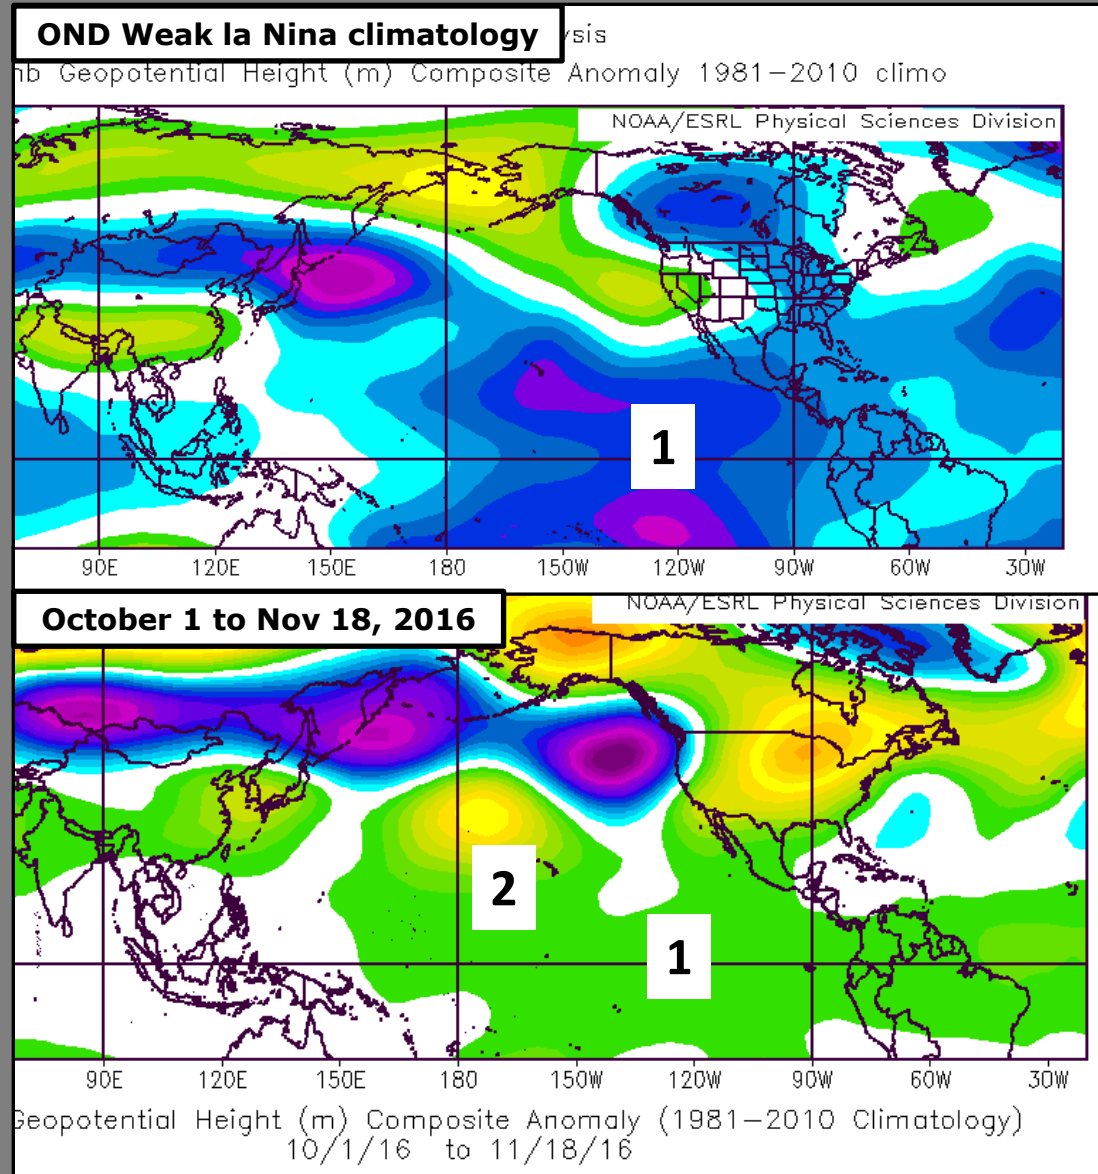 OND Weak la Nina climatology
Geopotential Height (m) Composite Anomaly 1981-2010 climo
NOAA/ESRL Physical Sciences Division
1
90E 120E 150E 180 150W 120W 90W 60W 30W
October 1 to Nov 18, 2016
NOAA/ESRL Physical Sciences Division
2
1
90E 120E 150E 180 150W 120W 90W 60W 30W
Geopotential Height (m) Composite Anomaly (1981-2010 Climatology)
10/1/16 to 11/18/16